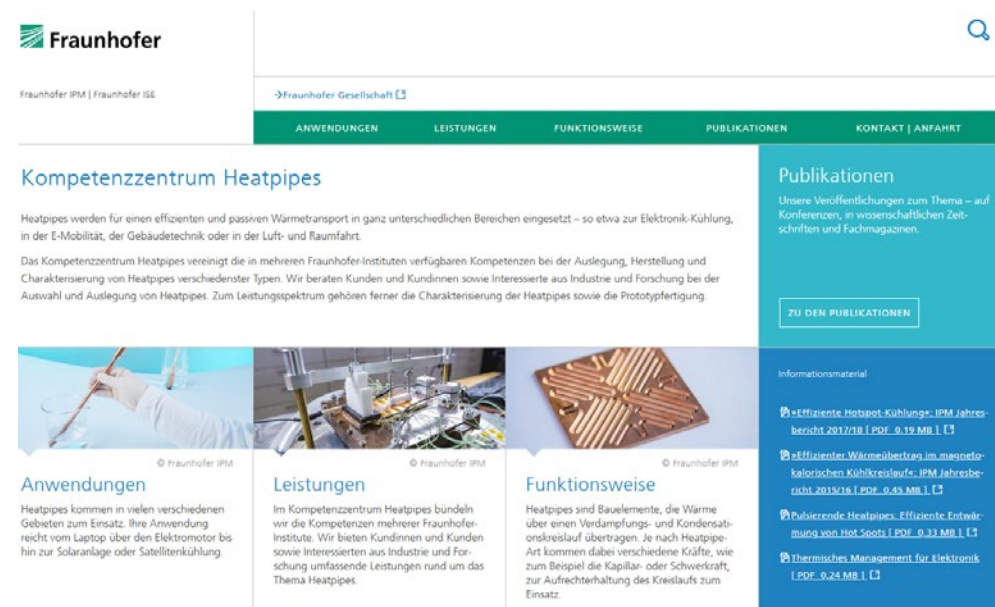 Fraunhofer
Fraunhofer IPM | Fraunhofer ISE
Fraunhofer Gesellschaft
ANWENDUNGEN
LEISTUNGEN
FUNKTIONSWEISE
PUBLIKATIONEN
KONTAKT | ANFAHRT
Kompetenzzentrum Heatpipes
Heatpipes werden für einen effizienten und passiven Wärmetransport in ganz unterschiedlichen Bereichen eingesetzt – so etwa zur Elektronik-Kühlung,
in der E-Mobilität, der Gebäudetechnik oder in der Luft- und Raumfahrt.
Das Kompetenzzentrum Heatpipes vereinigt die in mehreren Fraunhofer-Instituten verfügbaren Kompetenzen bei der Auslegung, Herstellung und
Charakterisierung von Heatpipes verschiedenster Typen. Wir beraten Kunden und Kundinnen sowie Interessierte aus Industrie und Forschung bei der
Auswahl und Auslegung von Heatpipes. Zum Leistungsspektrum gehören ferner die Charakterisierung der Heatpipes sowie die Prototypfertigung.
Publikationen
Unsere Veröffentlichungen zum Thema – auf
Konferenzen, in wissenschaftlichen Zeit-
schriften und Fachmagazinen.
ZU DEN PUBLIKATIONEN
© Fraunhofer IPM
Anwendungen
Heatpipes kommen in vielen verschiedenen
Gebieten zum Einsatz. Ihre Anwendung
reicht vom Laptop über den Elektromotor bis
hin zur Solaranlage oder Satellitenkühlung.
© Fraunhofer IPM
Leistungen
Im Kompetenzzentrum Heatpipes bündeln
wir die Kompetenzen mehrerer Fraunhofer-
Institute. Wir bieten Kundinnen und Kunden
sowie Interessierten aus Industrie und For-
schung umfassende Leistungen rund um das
Thema Heatpipes.
© Fraunhofer IPM
Funktionsweise
Heatpipes sind Bauelemente, die Wärme
über einen Verdampfungs- und Kondensati-
onskreislauf übertragen. Je nach Heatpipe-
Art kommen dabei verschiedene Kräfte, wie
zum Beispiel die Kapillar- oder Schwerkraft,
zur Aufrechterhaltung des Kreislaufs zum
Einsatz.
Informationsmaterial
»Effiziente Hotspot-Kühlung«: IPM Jahres-
bericht 2017/18 [ PDF 0,19 MB ]
»Effizienter Wärmeübertrag im magneto-
kalorischen Kühlkreislauf«: IPM Jahresbe-
richt 2015/16 [ PDF 0,45 MB ]
Pulsierende Heatpipes: Effiziente Entwär-
mung von Hot Spots [ PDF 0,33 MB ]
Thermisches Management für Elektronik
[ PDF 0,24 MB ]